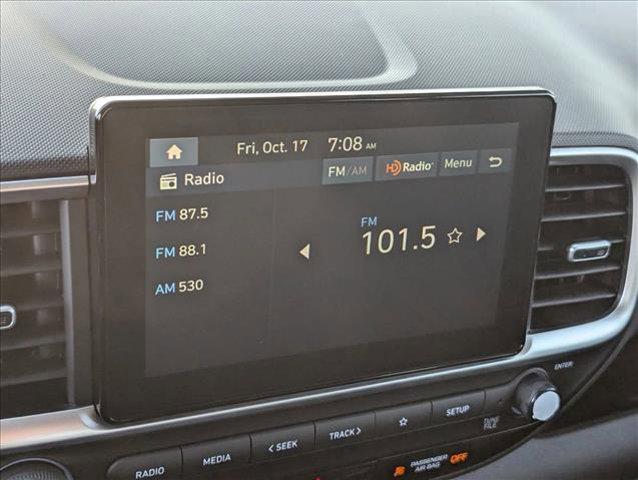 Fri, Oct. 17 7:08 AM
Radio FM/AM HD Radio Menu
FM 87.5
FM 88.1
AM 530
FM
101.5
ENTER
RADIO MEDIA < SEEK TRACK > SETUP TUNE FILE
PASSENGER AIR BAG OFF